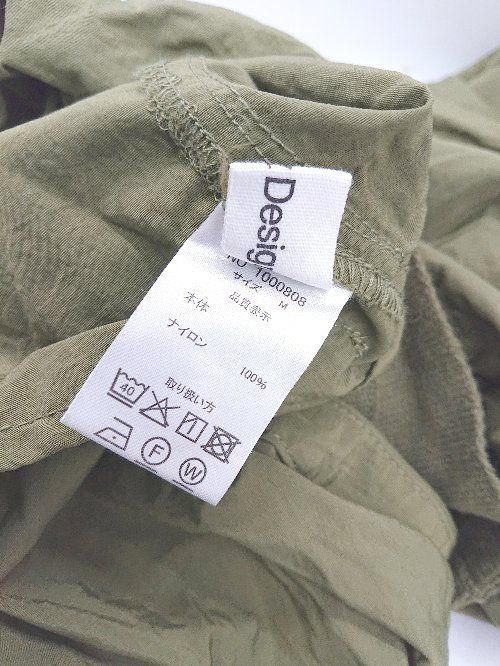 Desig
NO 1000808
サイズ M
品質表示
本体
ナイロン 100%
取り扱い方
40
F W